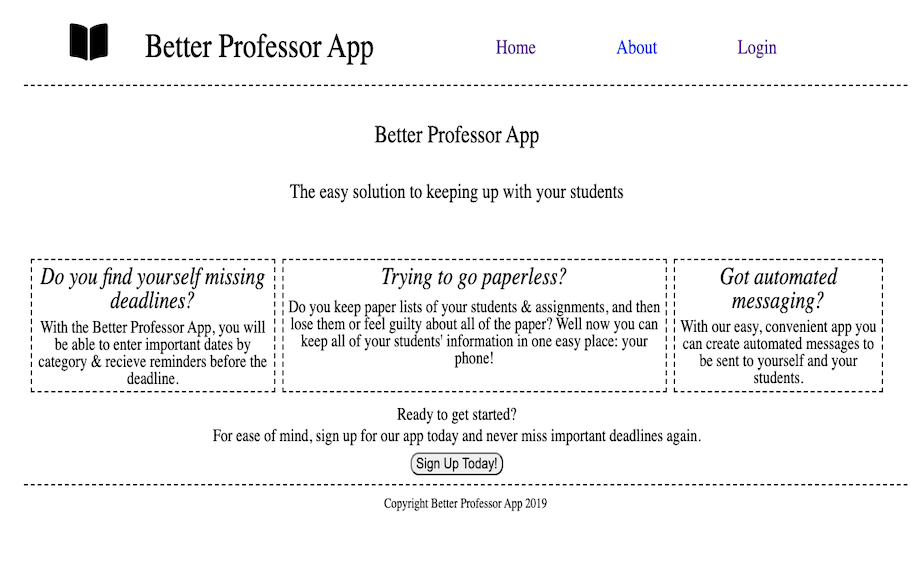 Better Professor App
Home
About
Login
Better Professor App
The easy solution to keeping up with your students
Do you find yourself missing
deadlines?
With the Better Professor App, you will
be able to enter important dates by
category & recieve reminders before the
deadline.
Trying to go paperless?
Do you keep paper lists of your students & assignments, and then
lose them or feel guilty about all of the paper? Well now you can
keep all of your students' information in one easy place: your
phone!
Got automated
messaging?
With our easy, convenient app you
can create automated messages to
be sent to yourself and your
students.
Ready to get started?
For ease of mind, sign up for our app today and never miss important deadlines again.
Sign Up Today!
Copyright Better Professor App 2019